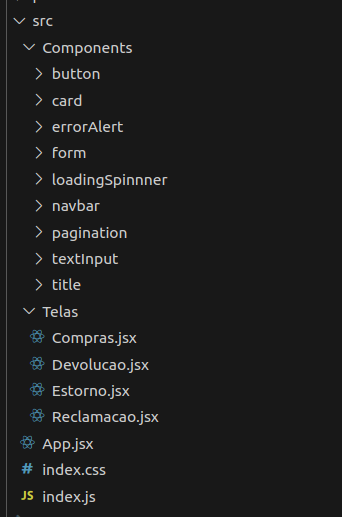 src
Components
button
card
errorAlert
form
loadingSpinnner
navbar
pagination
textInput
title
Telas
Compras.jsx
Devolucao.jsx
Estorno.jsx
Reclamacao.jsx
App.jsx
# index.css
JS index.js